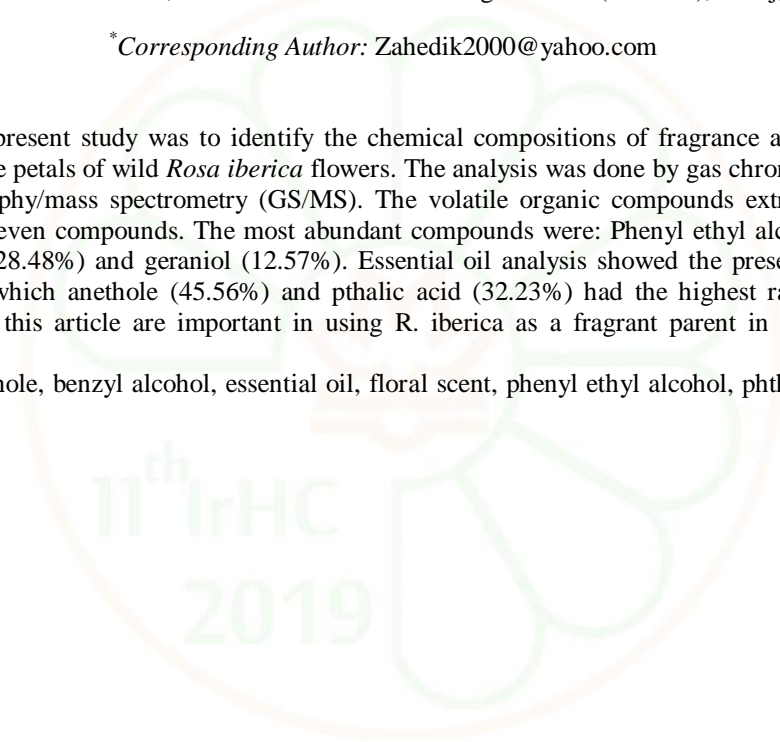 *Corresponding Author: Zahedik2000@yahoo.com
present study was to identify the chemical compositions of fragrance a
petals of wild Rosa iberica flowers. The analysis was done by gas chron
phy/mass spectrometry (GS/MS). The volatile organic compounds extr
even compounds. The most abundant compounds were: Phenyl ethyl alc
28.48%) and geraniol (12.57%). Essential oil analysis showed the prese
which anethole (45.56%) and pthalic acid (32.23%) had the highest ra
this article are important in using R. iberica as a fragrant parent in
nole, benzyl alcohol, essential oil, floral scent, phenyl ethyl alcohol, phth
11th IrHC
2019